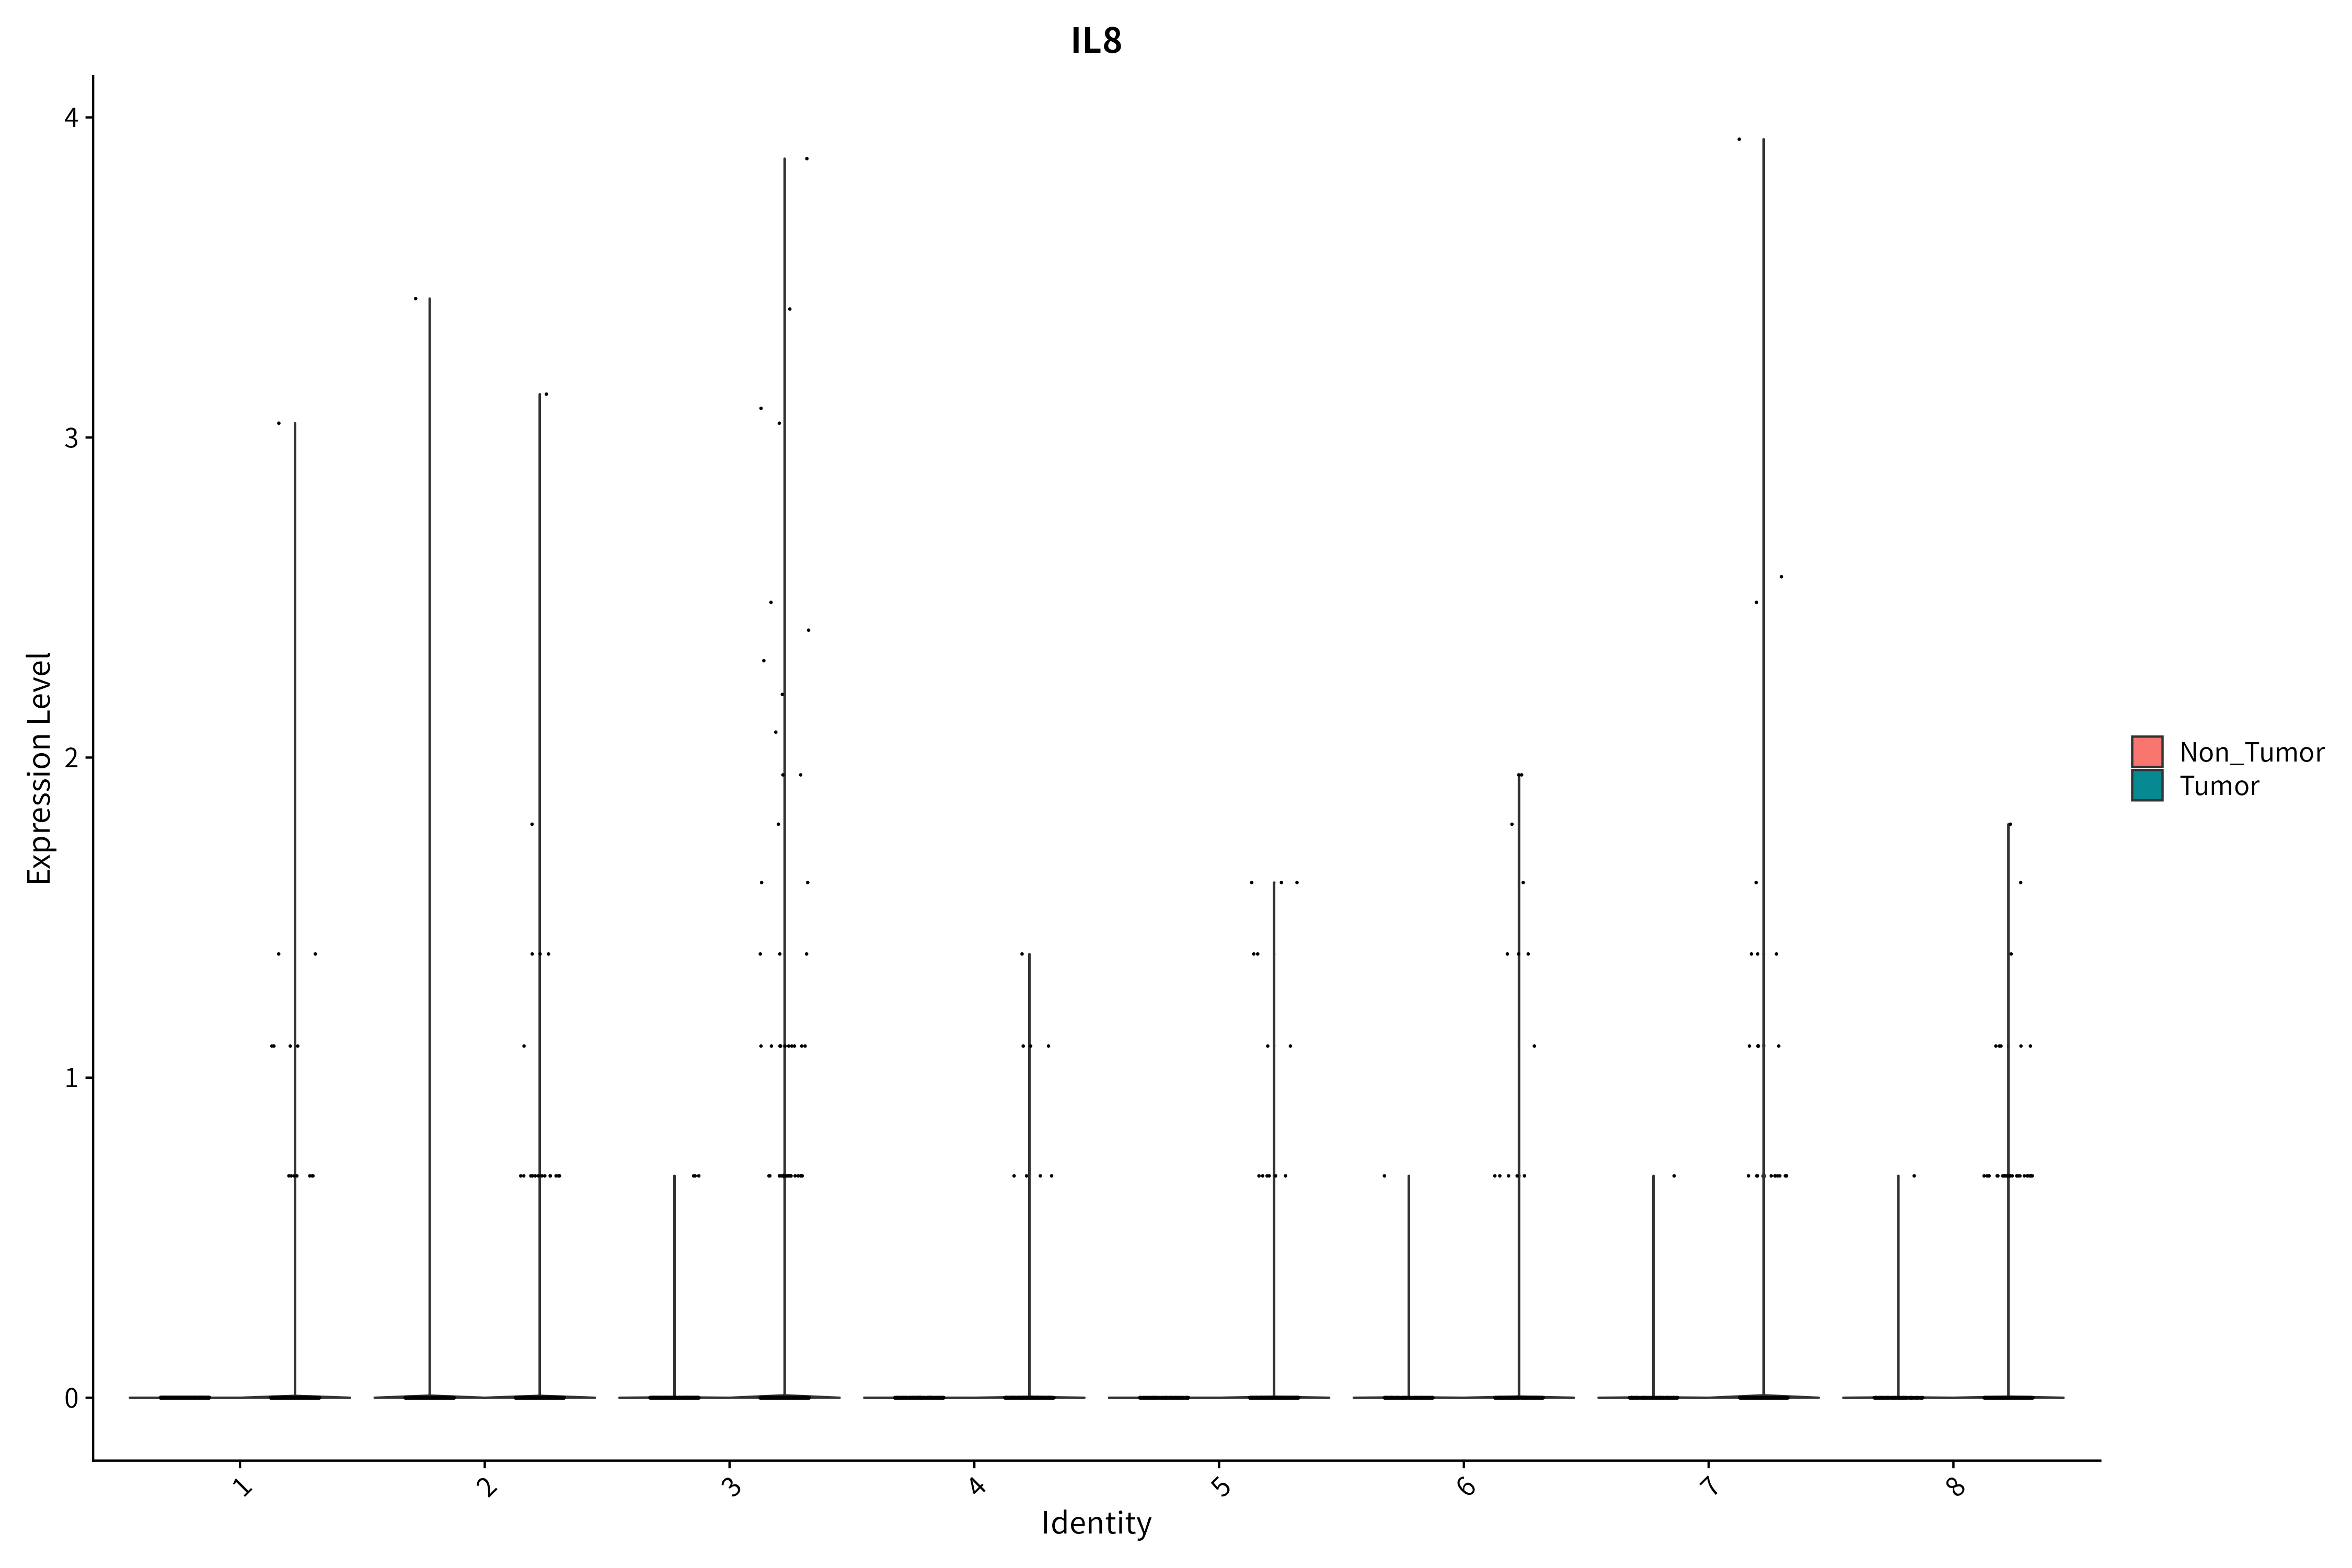 IL8
4
3
2
1
0
Expression Level
1
2
3
4
5
6
7
8
Identity
Non_Tumor
Tumor